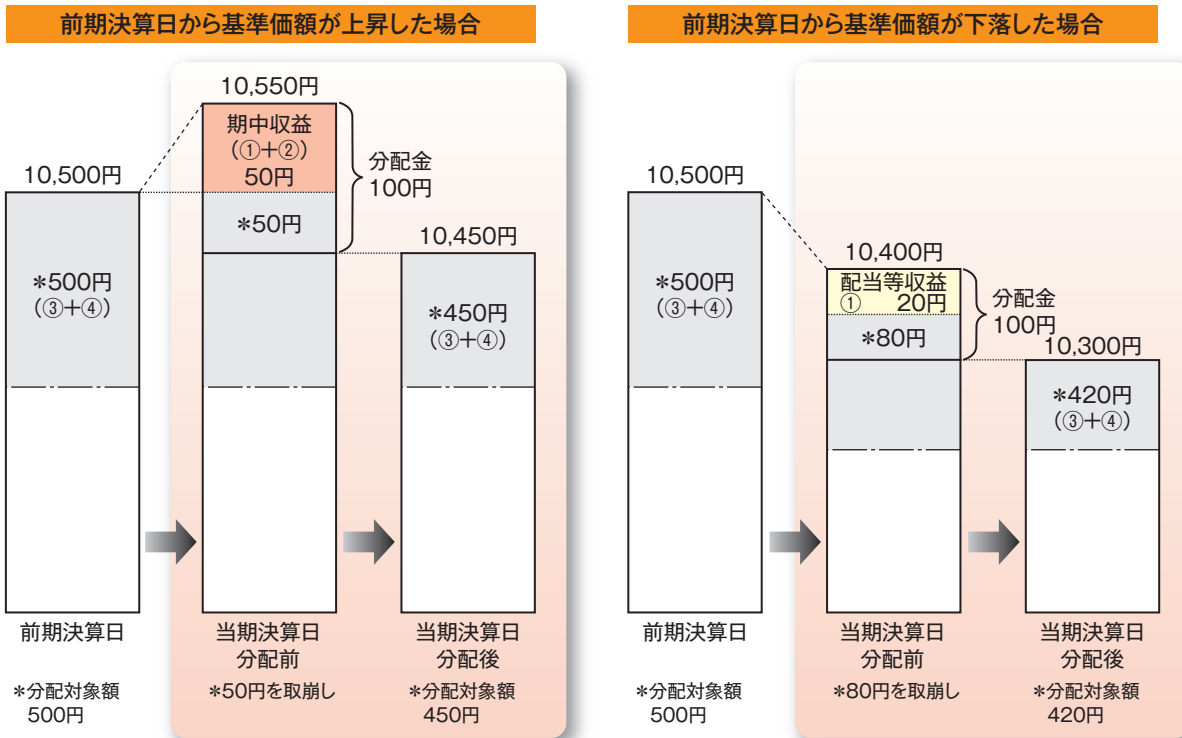 前期決算日から基準価額が上昇した場合
10,550円
期中収益
(①+②)
50円
分配金
100円
10,500円
*50円
10,450円
*500円
(③+④)
*450円
(③+④)
前期決算日
当期決算日
分配前
当期決算日
分配後
*分配対象額
500円
*50円を取崩し
*分配対象額
450円
前期決算日から基準価額が下落した場合
10,500円
10,400円
*500円
(③+④)
配当等収益
① 20円
分配金
100円
*80円
10,300円
*420円
(③+④)
前期決算日
当期決算日
分配前
当期決算日
分配後
*分配対象額
500円
*80円を取崩し
*分配対象額
420円